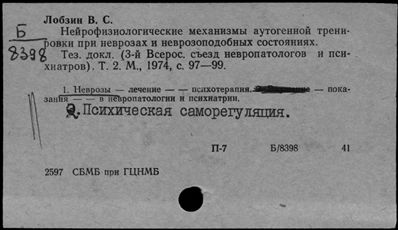 Лобзин В. С.
Б
8398
Нейрофизиологические механизмы аутогенной трени-
ровки при неврозах и неврозоподобных состояниях.
Тез. докл. (3-й Всерос. съезд невропатологов и пси-
хиатров). Т. 2. М., 1974, с. 97—99.
1. Неврозы — лечение — — психотерапия. — пока-
зания — — в невропатологии и психиатрии.
2. Психическая саморегуляция.
П-7 Б/8398 41
2597 СБМБ при ГЦНМБ